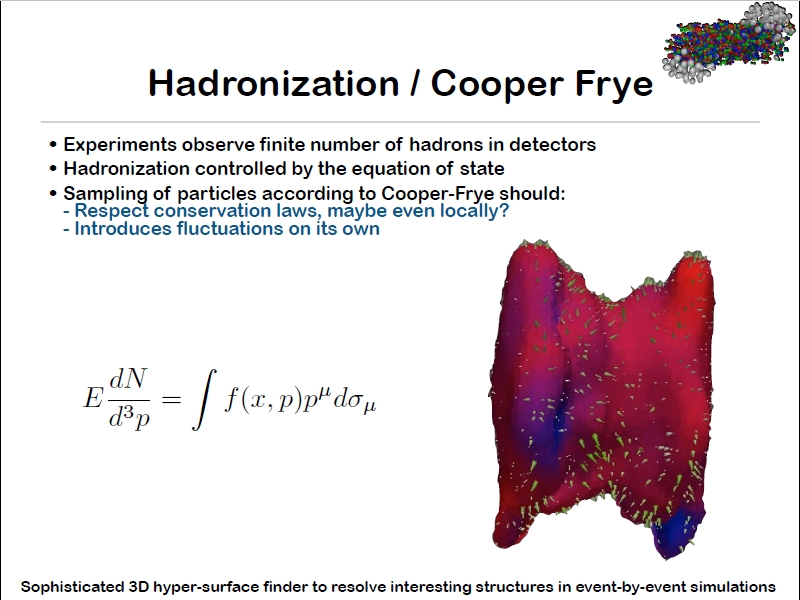 Hadronization / Cooper Frye
• Experiments observe finite number of hadrons in detectors
• Hadronization controlled by the equation of state
• Sampling of particles according to Cooper-Frye should:
- Respect conservation laws, maybe even locally?
- Introduces fluctuations on its own
E dN/d³p = ∫ f(x, p)p^μ dσ_μ
Sophisticated 3D hyper-surface finder to resolve interesting structures in event-by-event simulations